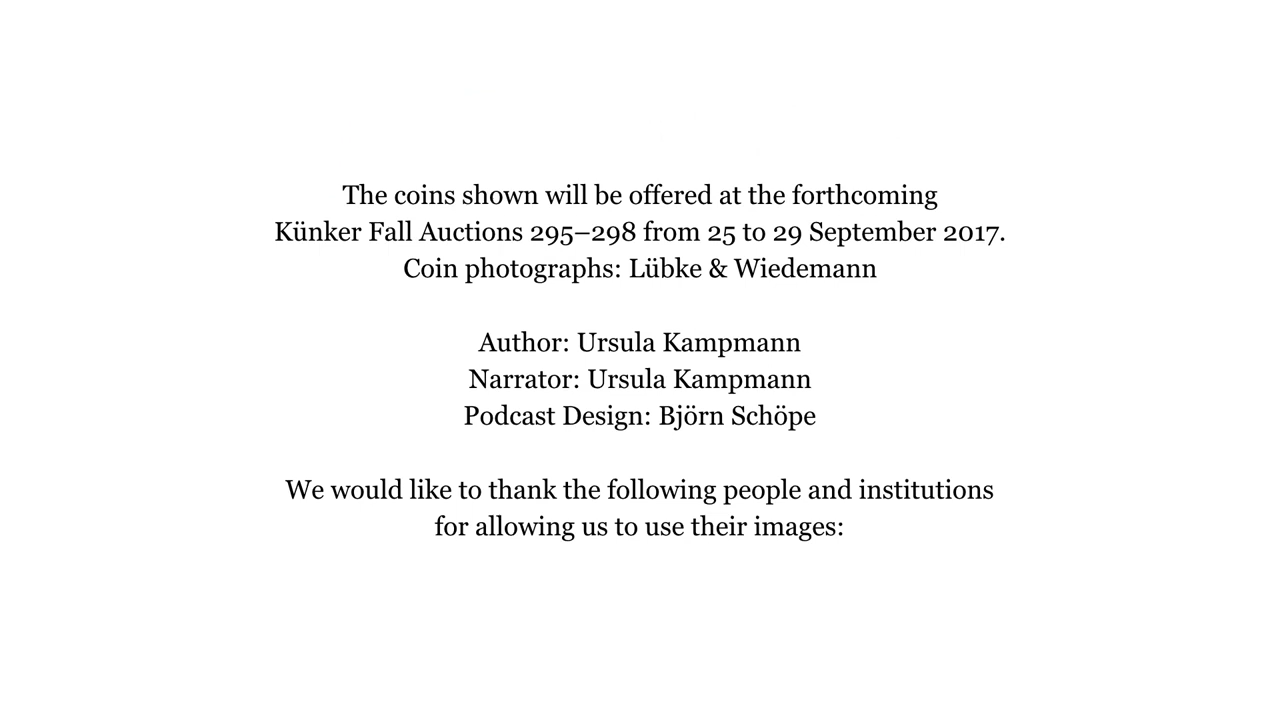 The coins shown will be offered at the forthcoming
Künker Fall Auctions 295–298 from 25 to 29 September 2017.
Coin photographs: Lübke & Wiedemann
Author: Ursula Kampmann
Narrator: Ursula Kampmann
Podcast Design: Björn Schöpe
We would like to thank the following people and institutions
for allowing us to use their images: